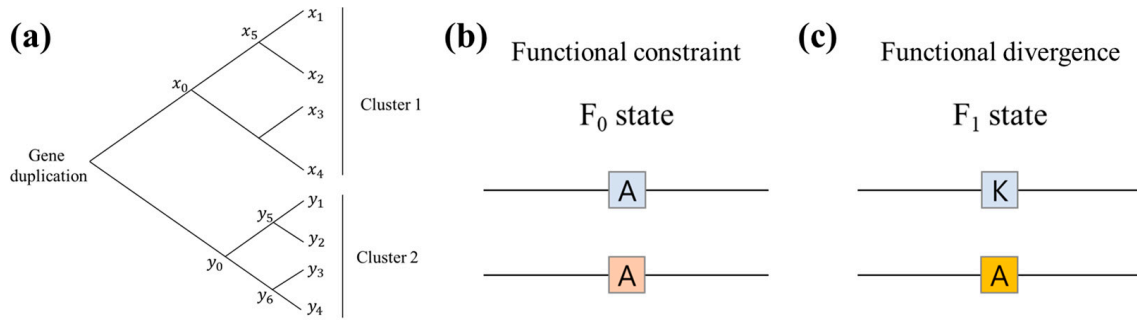 (a)
x₁
x₅
x₂
x₀
x₃
x₄
Cluster 1
Gene
duplication
y₁
y₅
y₂
y₀
y₃
y₆
y₄
Cluster 2
(b)
Functional constraint
F₀ state
A
A
(c)
Functional divergence
F₁ state
K
A